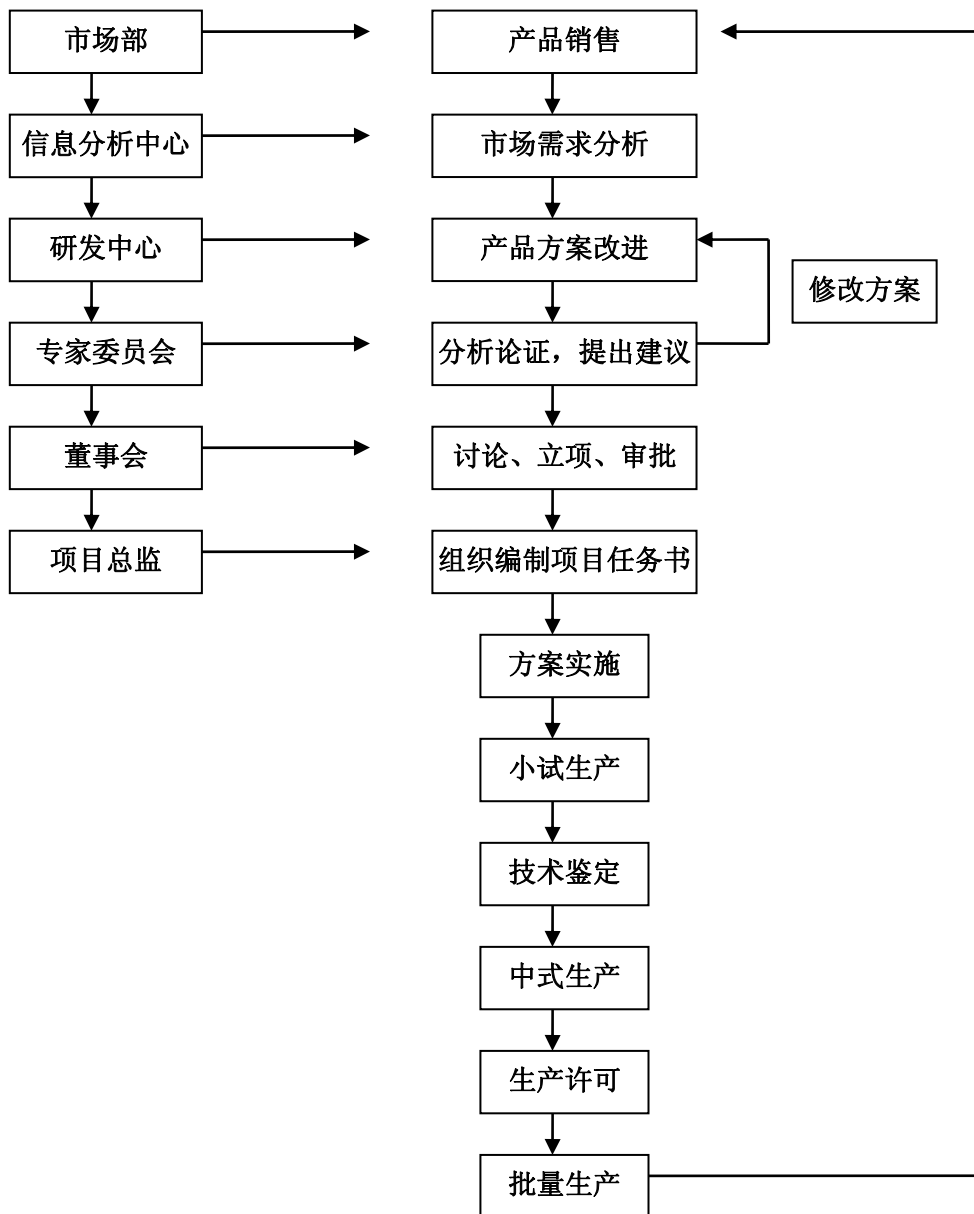 市场部
产品销售
信息分析中心
市场需求分析
研发中心
产品方案改进
修改方案
专家委员会
分析论证，提出建议
董事会
讨论、立项、审批
项目总监
组织编制项目任务书
方案实施
小试生产
技术鉴定
中式生产
生产许可
批量生产